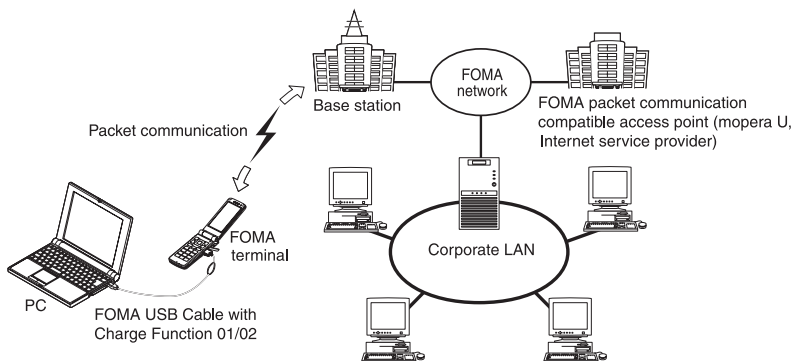 FOMA
network
Base station
FOMA packet communication
compatible access point (mopera U,
Internet service provider)
Packet communication
FOMA
terminal
Corporate LAN
PC
FOMA USB Cable with
Charge Function 01/02